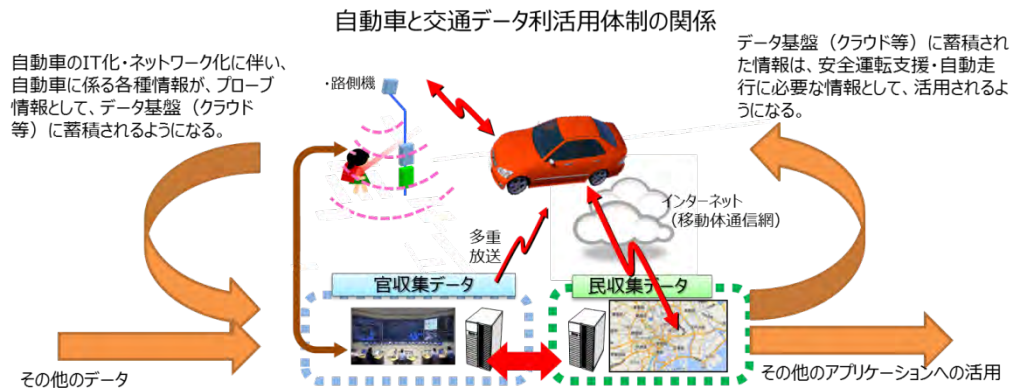 自動車と交通データ利活用体制の関係
自動車のIT化・ネットワーク化に伴い、
自動車に係る各種情報が、プローブ
情報として、データ基盤（クラウド
等）に蓄積されるようになる。
データ基盤（クラウド等）に蓄積され
た情報は、安全運転支援・自動走
行に必要な情報として、活用されるよ
うになる。
・路側機
インターネット
（移動体通信網）
多重
放送
官収集データ
民収集データ
その他のデータ
その他のアプリケーションへの活用